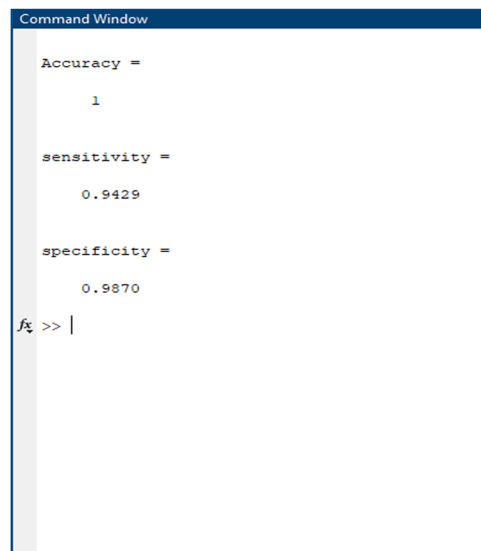 Command Window
Accuracy =
1
sensitivity =
0.9429
specificity =
0.9870
fx >>